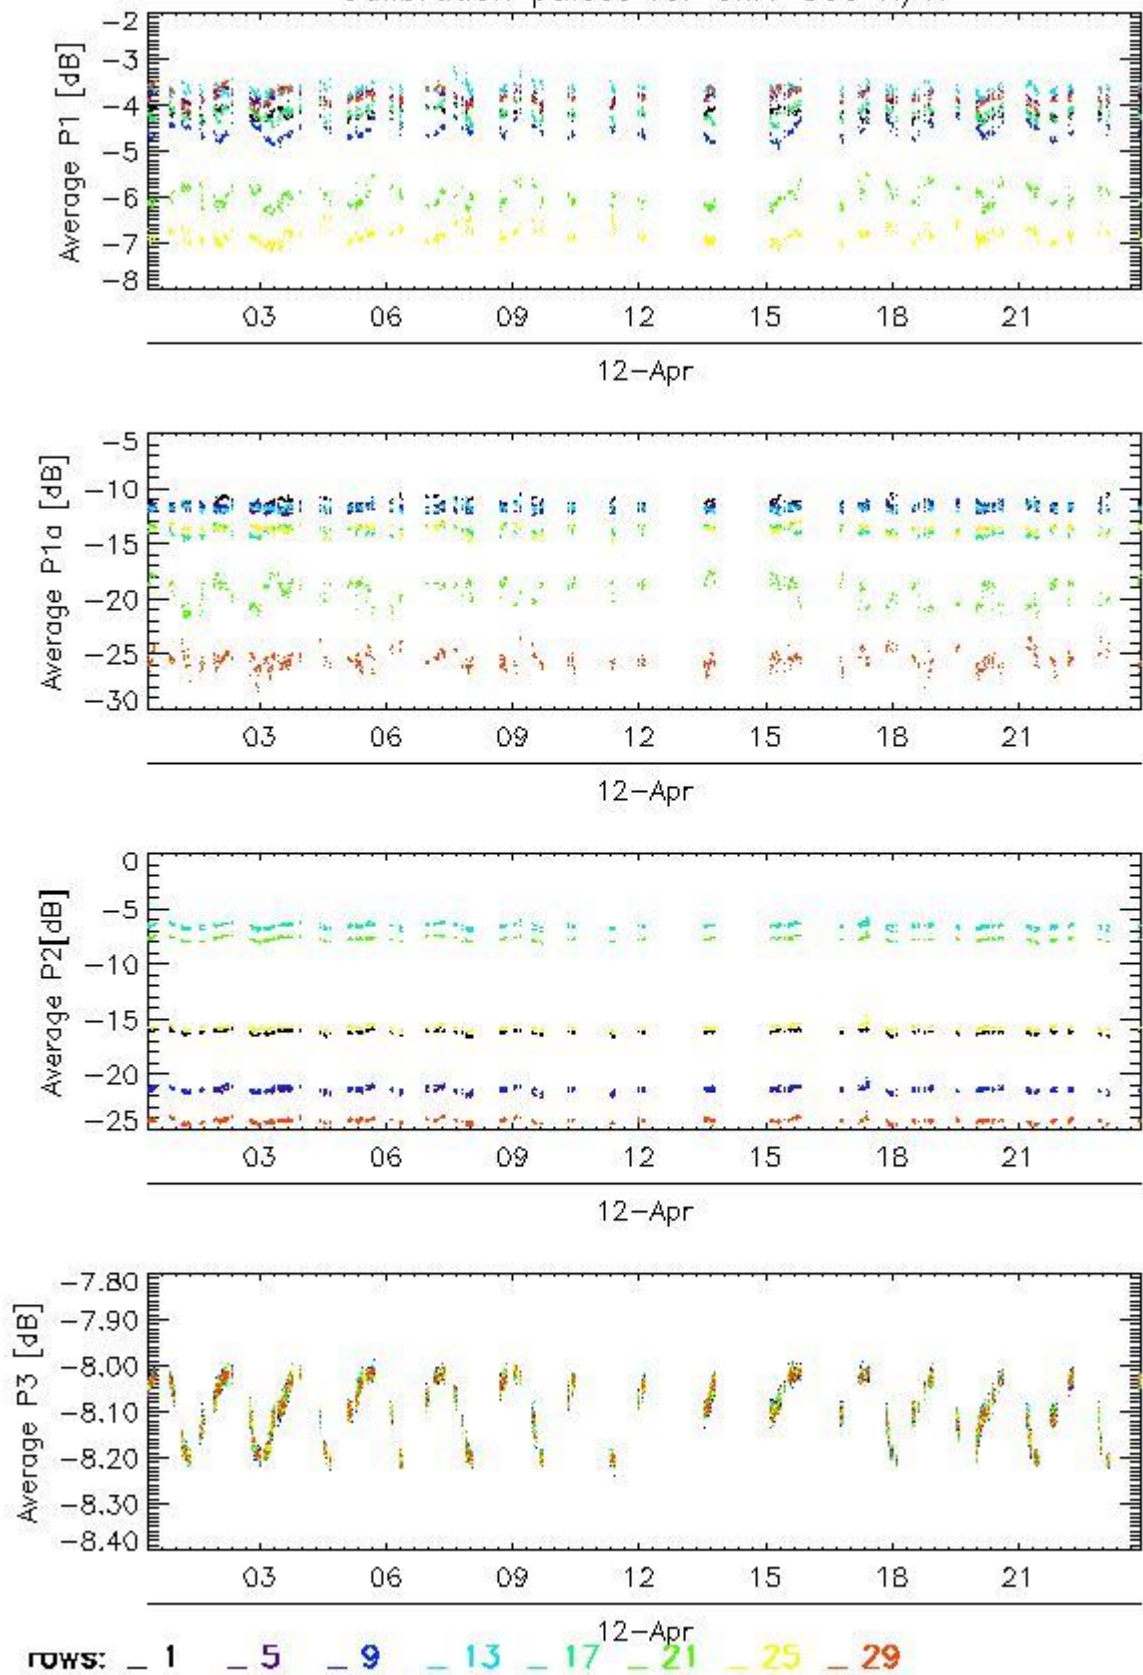 Average P1 [dB]
-2
-3
-4
-5
-6
-7
-8
03 06 09 12 15 18 21
12-Apr
Average P1a [dB]
-5
-10
-15
-20
-25
-30
03 06 09 12 15 18 21
12-Apr
Average P2[dB]
0
-5
-10
-15
-20
-25
03 06 09 12 15 18 21
12-Apr
Average P3 [dB]
-7.80
-7.90
-8.00
-8.10
-8.20
-8.30
-8.40
03 06 09 12 15 18 21
12-Apr
rows: _ 1 _ 5 _ 9 _ 13 _ 17 _ 21 _ 25 _ 29